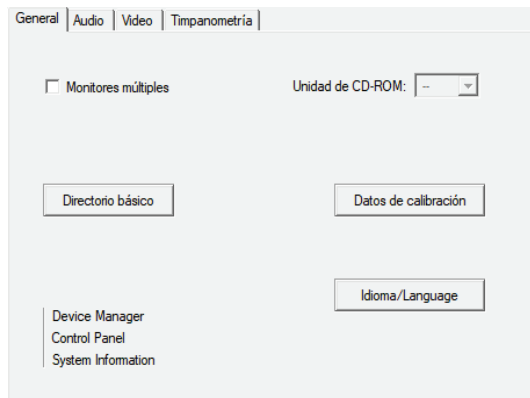 General Audio Video Timpanometría
Monitores múltiples Unidad de CD-ROM: --
Directorio básico Datos de calibración
Idioma/Language
Device Manager
Control Panel
System Information